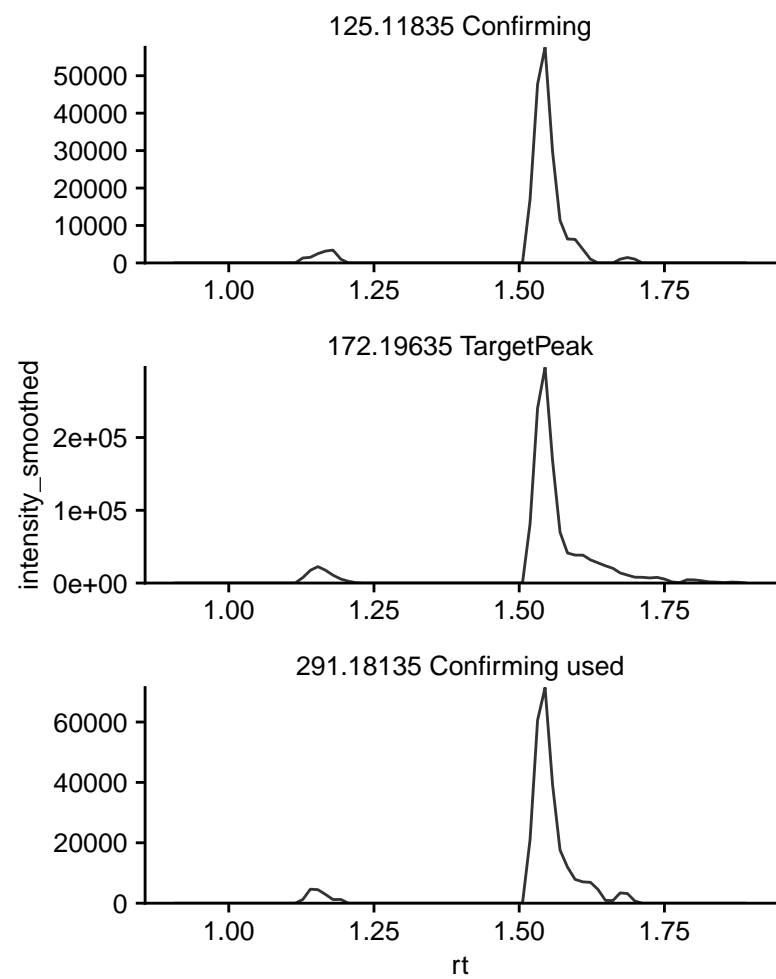 125.11835 Confirming
50000
40000
30000
20000
10000
0
1.00 1.25 1.50 1.75
172.19635 TargetPeak
intensity_smoothed
2e+05
1e+05
0e+00
1.00 1.25 1.50 1.75
291.18135 Confirming used
60000
40000
20000
0
1.00 1.25 1.50 1.75
rt